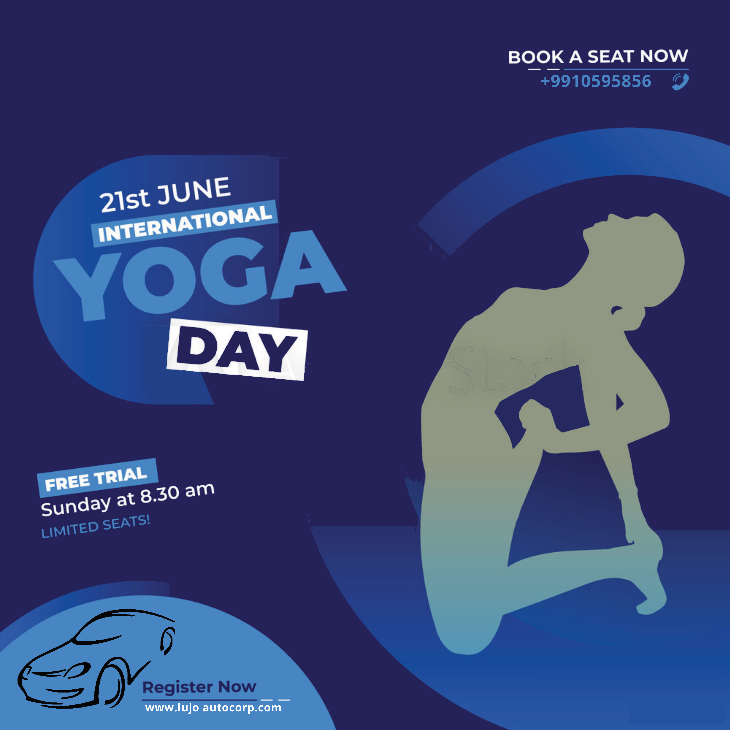 BOOK A SEAT NOW
+9910595856
21st JUNE
INTERNATIONAL
YOGA
DAY
FREE TRIAL
Sunday at 8.30 am
LIMITED SEATS!
Register Now
www.lujo autocorp.com